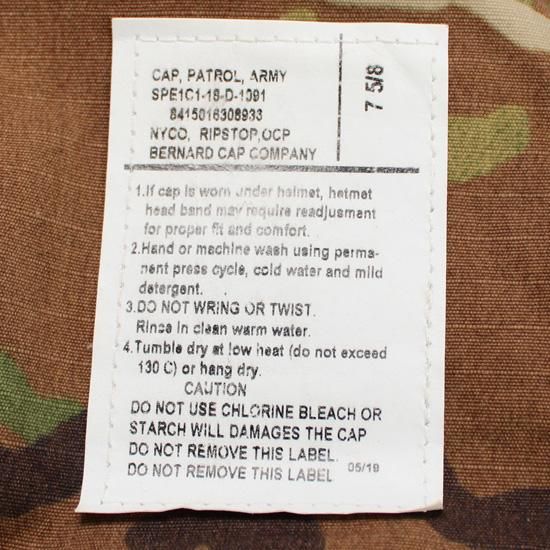 CAP, PATROL, ARMY
SPE1C1-18-D-1091
8415016308933
NYCO, RIPSTOP,OCP
BERNARD CAP COMPANY
7 5/8
1.If cap is worn under helmet, helmet
head band may require readjusment
for proper fit and comfort.
2.Hand or machine wash using perma-
nent press cycle, cold water and mild
detergent.
3.DO NOT WRING OR TWIST.
Rinse in clean warm water.
4.Tumble dry at low heat (do not exceed
130 C) or hang dry.
CAUTION
DO NOT USE CHLORINE BLEACH OR
STARCH WILL DAMAGES THE CAP
DO NOT REMOVE THIS LABEL.
DO NOT REMOVE THIS LABEL 05/19